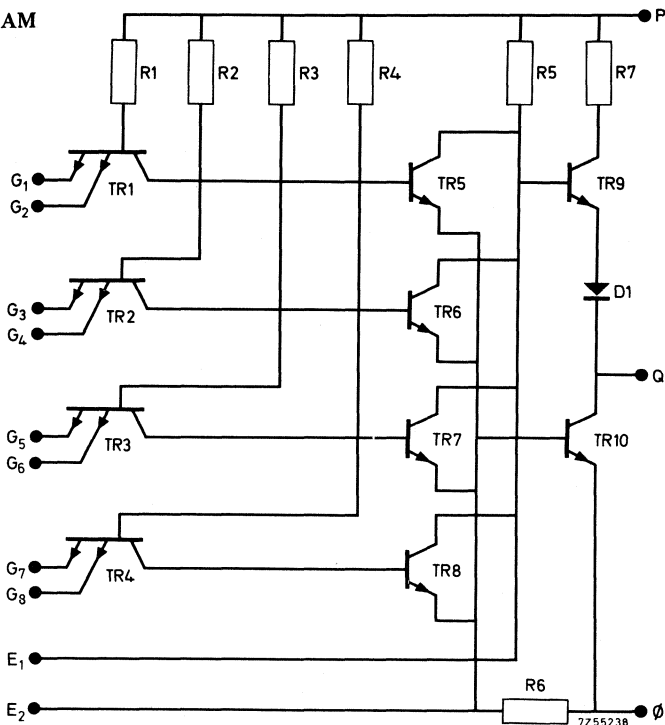 AM
P
R1 R2 R3 R4 R5 R7
G1
G2
TR1
TR5
TR9
G3
G4
TR2
TR6
D1
Q
G5
G6
TR3
TR7
TR10
G7
G8
TR4
TR8
E1
R6
E2
Ø
7Z55238